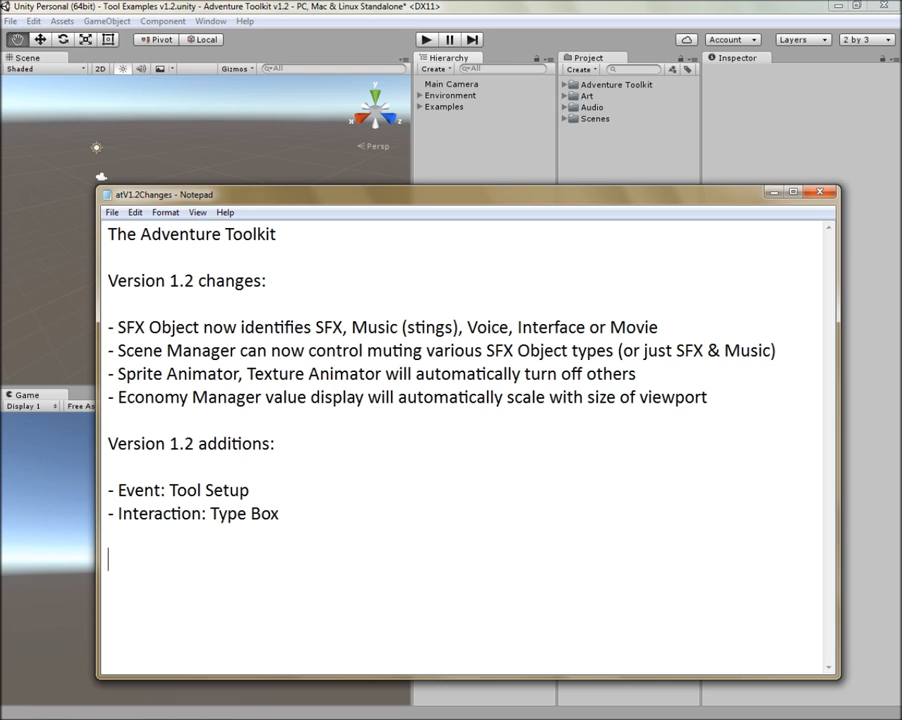 Unity Personal (64bit) - Tool Examples v1.2.unity - Adventure Toolkit v1.2 - PC, Mac & Linux Standalone* <DX11>
File Edit Assets GameObject Component Window Help
Pivot Local Account Layers 2 by 3
Scene Hierarchy Project Inspector
Shaded 2D Gizmos All Create All Create
Main Camera
Environment
Examples
Adventure Toolkit
Art
Audio
Scenes
y
x z
Persp
atV1.2Changes - Notepad
File Edit Format View Help
The Adventure Toolkit
Version 1.2 changes:
- SFX Object now identifies SFX, Music (stings), Voice, Interface or Movie
- Scene Manager can now control muting various SFX Object types (or just SFX & Music)
- Sprite Animator, Texture Animator will automatically turn off others
- Economy Manager value display will automatically scale with size of viewport
Version 1.2 additions:
- Event: Tool Setup
- Interaction: Type Box
Game
Display 1 Free As